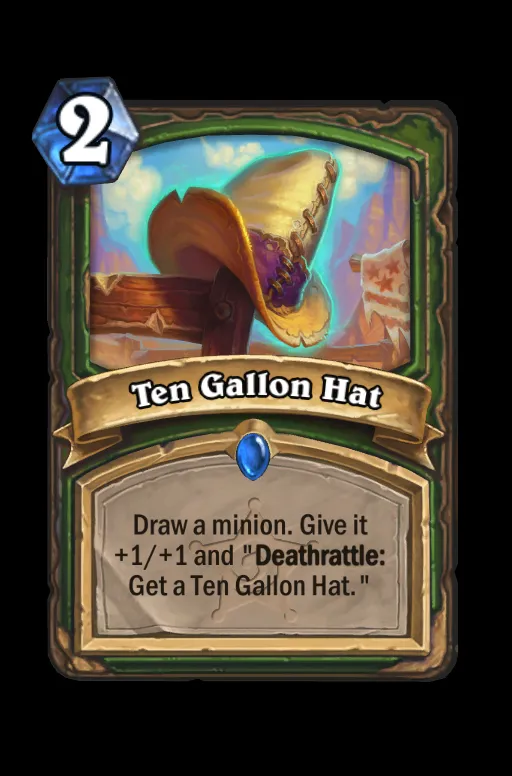 2
Ten Gallon Hat
Draw a minion. Give it
+1/+1 and "Deathrattle:
Get a Ten Gallon Hat."